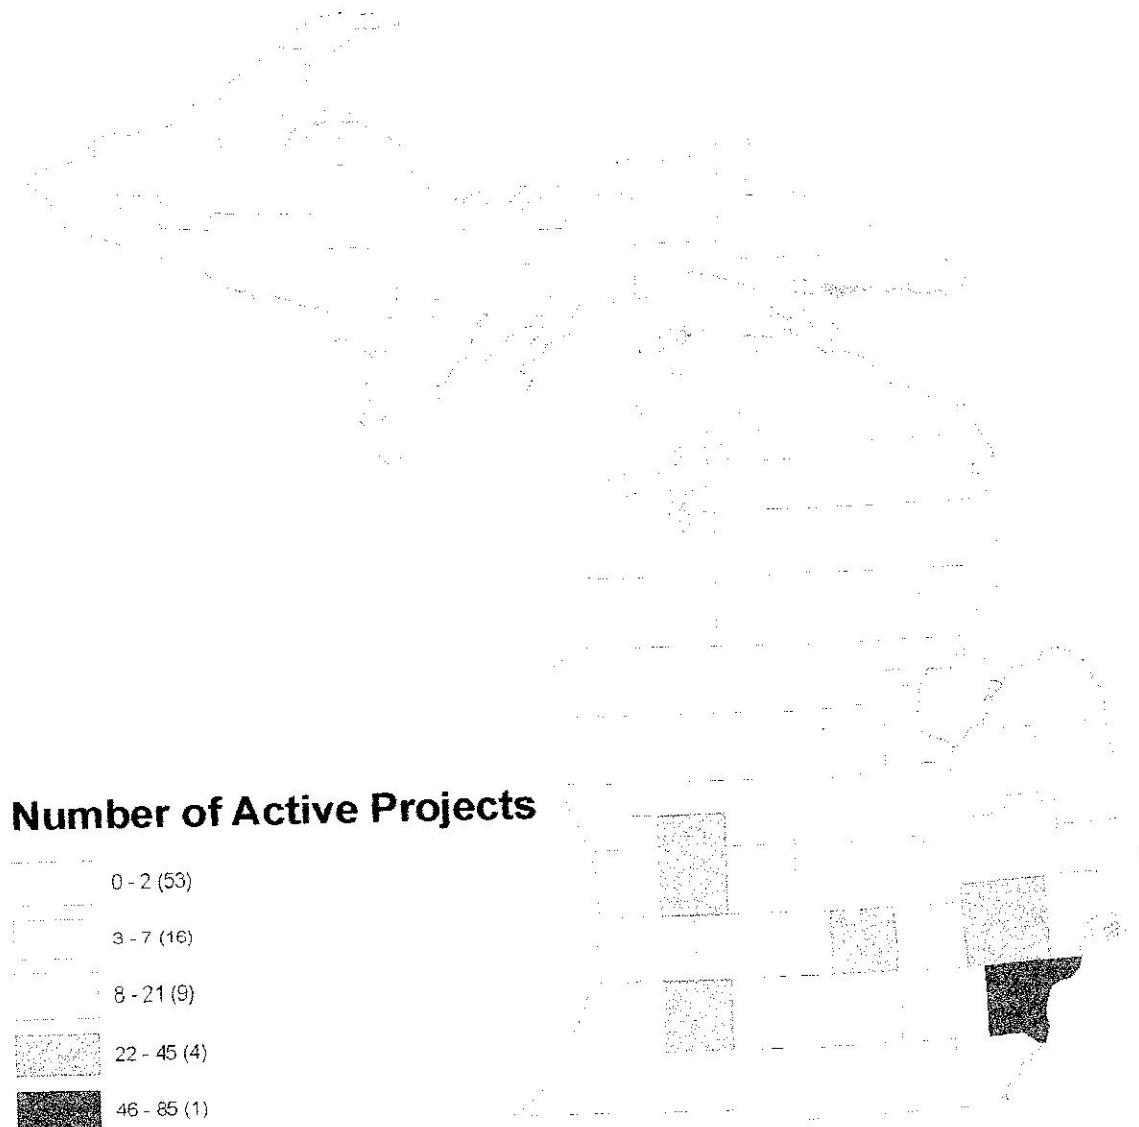 Number of Active Projects
0 - 2 (53)
3 - 7 (16)
8 - 21 (9)
22 - 45 (4)
46 - 85 (1)